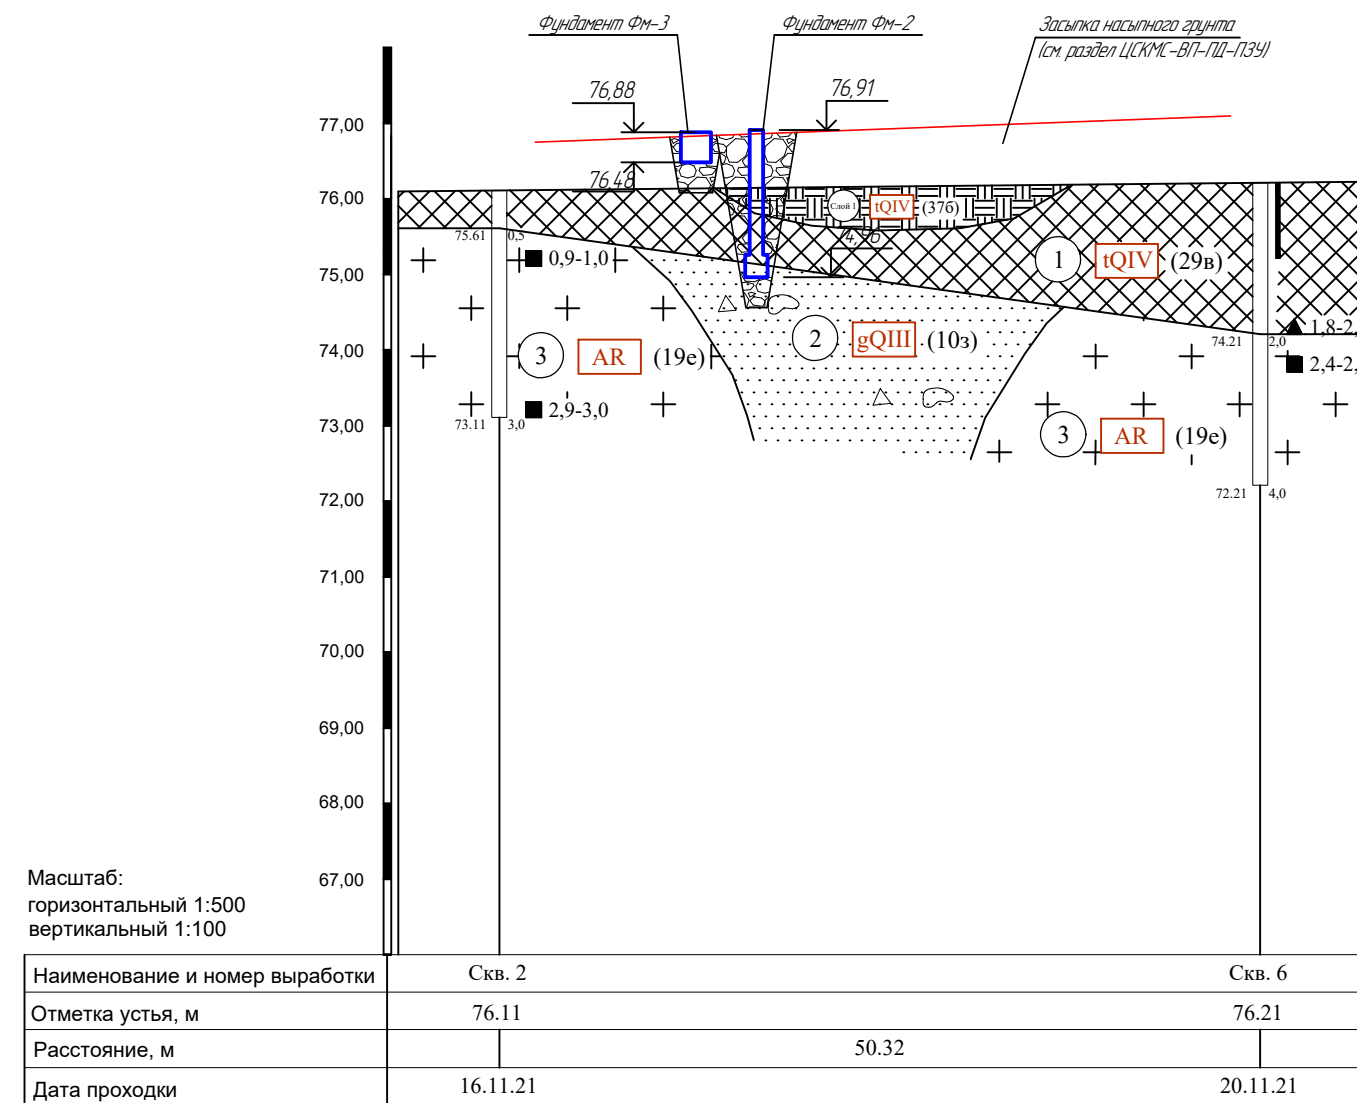 Фундамент Фм-3
Фундамент Фм-2
Засыпка насыпного грунта
(см. раздел ЦСКМС-ВП-ПД-ПЗУ)
76,88
76,91
77,00
76,48
76,00
Слой 1
tQIV (37б)
75.61 0,5
4,96
0,9-1,0
75,00
1 tQIV (29в)
1,8-2,
2 gQIII (10з)
74.21 2,0
74,00
3 AR (19е)
2,4-2,
2,9-3,0
73.11 3,0
73,00
3 AR (19е)
72,00
72.21 4,0
71,00
70,00
69,00
68,00
67,00
Масштаб:
горизонтальный 1:500
вертикальный 1:100
Наименование и номер выработки Скв. 2 Скв. 6
Отметка устья, м 76.11 76.21
Расстояние, м 50.32
Дата проходки 16.11.21 20.11.21